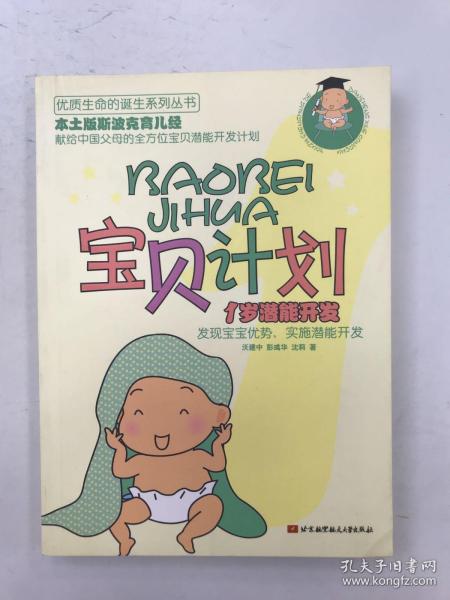 优质生命的诞生系列丛书
本土版斯波克育儿经
献给中国父母的全方位宝贝潜能开发计划
BAOBEI
JIHUA
宝贝计划
1岁潜能开发
发现宝宝优势、实施潜能开发
沃建中 彭彧华 沈莉 著
北京航空航天大学出版社
孔夫子旧书网
www.kongfz.com